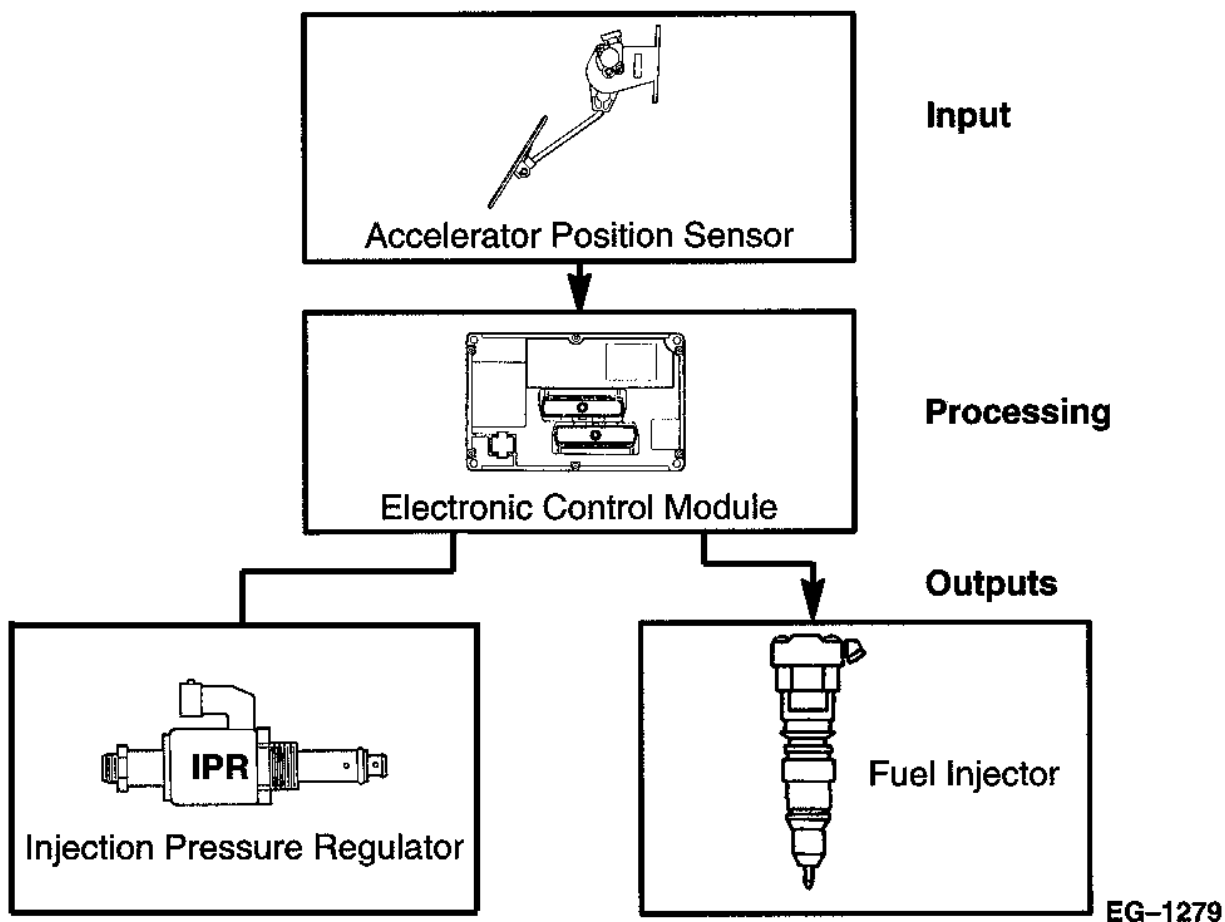 Input
Accelerator Position Sensor
Processing
Electronic Control Module
Outputs
IPR
Injection Pressure Regulator
Fuel Injector
EG–1279